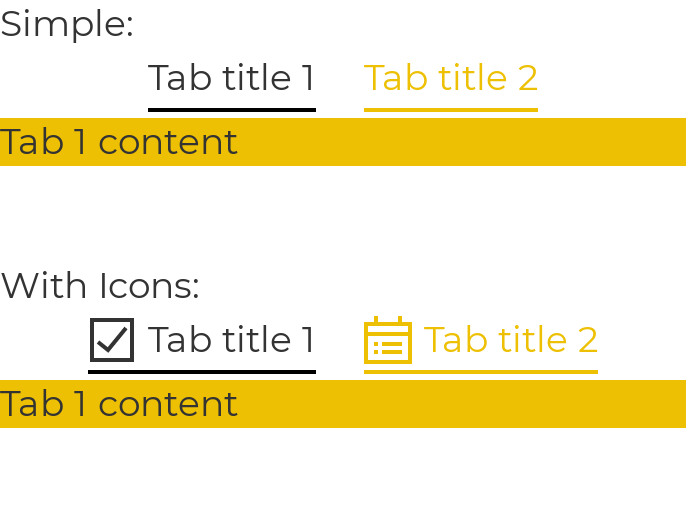 Simple:
Tab title 1 Tab title 2
Tab 1 content
With Icons:
Tab title 1 Tab title 2
Tab 1 content